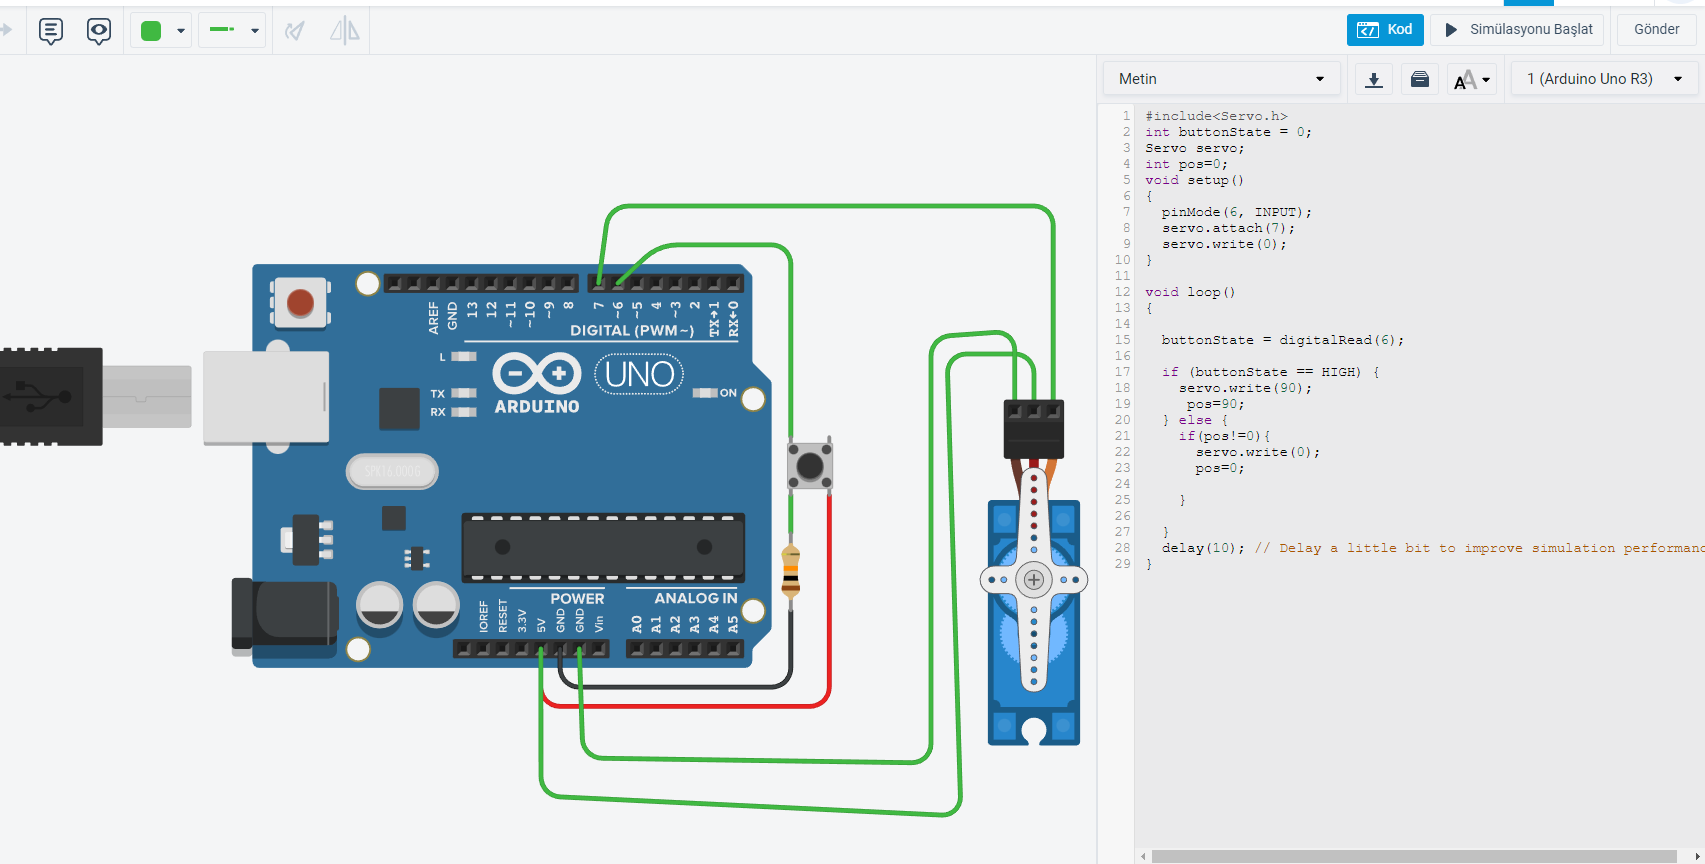 Kod
Simülasyonu Başlat
Gönder
Metin
1 (Arduino Uno R3)
1 #include<Servo.h>
2 int buttonState = 0;
3 Servo servo;
4 int pos=0;
5 void setup()
6 {
7 pinMode(6, INPUT);
8 servo.attach(7);
9 servo.write(0);
10 }
11
12 void loop()
13 {
14
15 buttonState = digitalRead(6);
16
17 if (buttonState == HIGH) {
18 servo.write(90);
19 pos=90;
20 } else {
21 if(pos!=0){
22 servo.write(0);
23 pos=0;
24
25 }
26
27 }
28 delay(10); // Delay a little bit to improve simulation performanc
29 }
AREF
GND
13
12
~11
~10
~9
8
7
~6
~5
4
~3
2
TX→1
RX←0
DIGITAL (PWM~)
L
TX
RX
ARDUINO
UNO
ON
SPK16.000G
POWER
ANALOG IN
IOREF
RESET
3.3V
5V
GND
GND
Vin
A0
A1
A2
A3
A4
A5